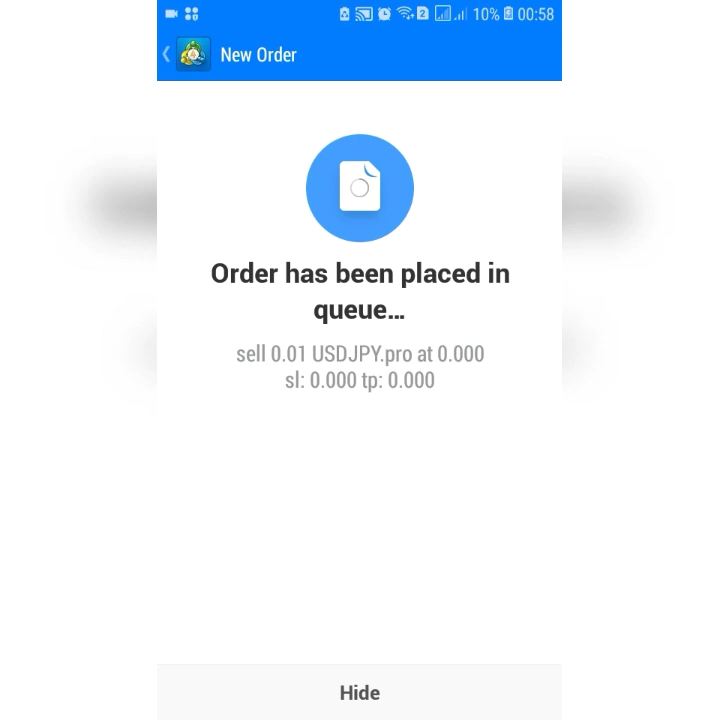 2 10% 00:58
New Order
Order has been placed in
queue...
sell 0.01 USDJPY.pro at 0.000
sl: 0.000 tp: 0.000
Hide